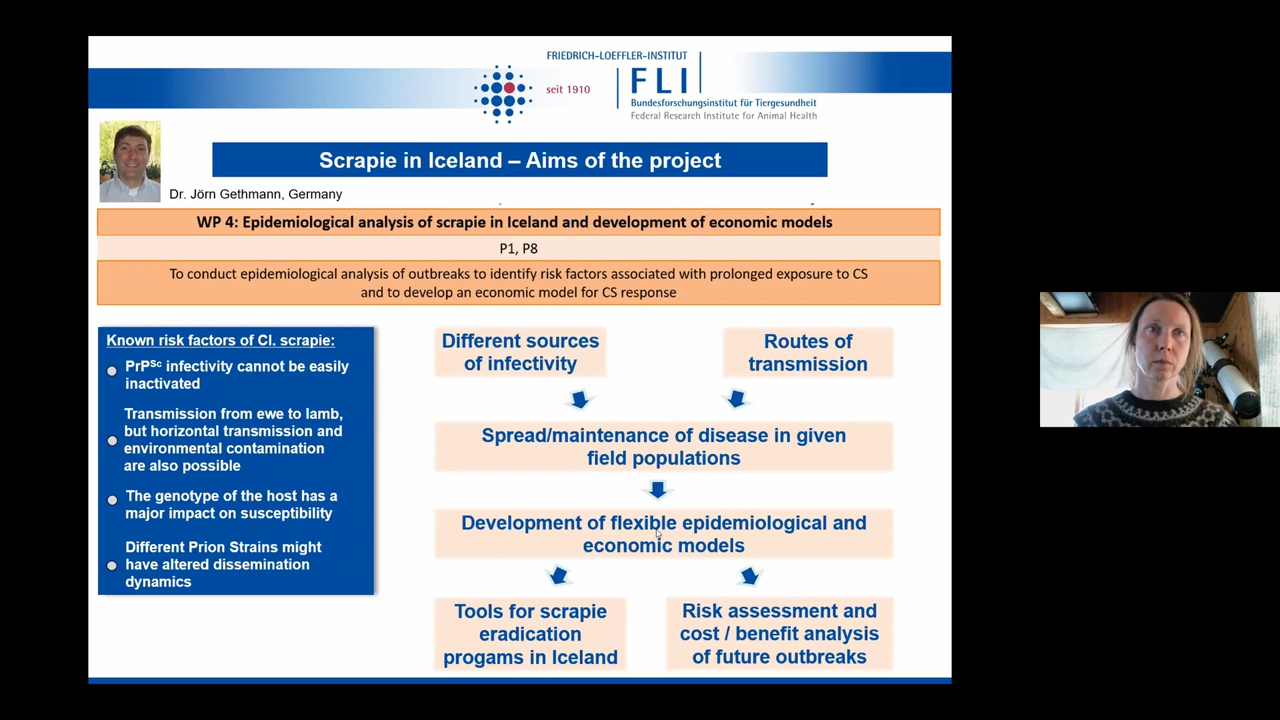 FRIEDRICH-LOEFFLER-INSTITUT
seit 1910
FLI
Bundesforschungsinstitut für Tiergesundheit
Federal Research Institute for Animal Health
Scrapie in Iceland – Aims of the project
Dr. Jörn Gethmann, Germany
WP 4: Epidemiological analysis of scrapie in Iceland and development of economic models
P1, P8
To conduct epidemiological analysis of outbreaks to identify risk factors associated with prolonged exposure to CS
and to develop an economic model for CS response
Known risk factors of Cl. scrapie:
PrPSc infectivity cannot be easily
inactivated
Transmission from ewe to lamb,
but horizontal transmission and
environmental contamination
are also possible
The genotype of the host has a
major impact on susceptibility
Different Prion Strains might
have altered dissemination
dynamics
Different sources
of infectivity
Routes of
transmission
Spread/maintenance of disease in given
field populations
Development of flexible epidemiological and
economic models
Tools for scrapie
eradication
progams in Iceland
Risk assessment and
cost / benefit analysis
of future outbreaks